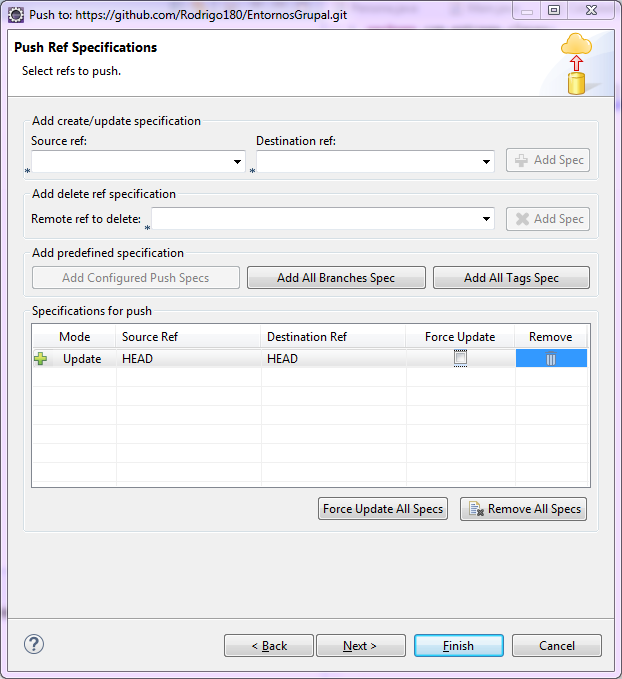 Push to: https://github.com/Rodrigo180/EntornosGrupal.git
Push Ref Specifications
Select refs to push.
Add create/update specification
Source ref: Destination ref:
* * Add Spec
Add delete ref specification
Remote ref to delete: * Add Spec
Add predefined specification
Add Configured Push Specs Add All Branches Spec Add All Tags Spec
Specifications for push
Mode Source Ref Destination Ref Force Update Remove
Update HEAD HEAD
Force Update All Specs Remove All Specs
? < Back Next > Finish Cancel